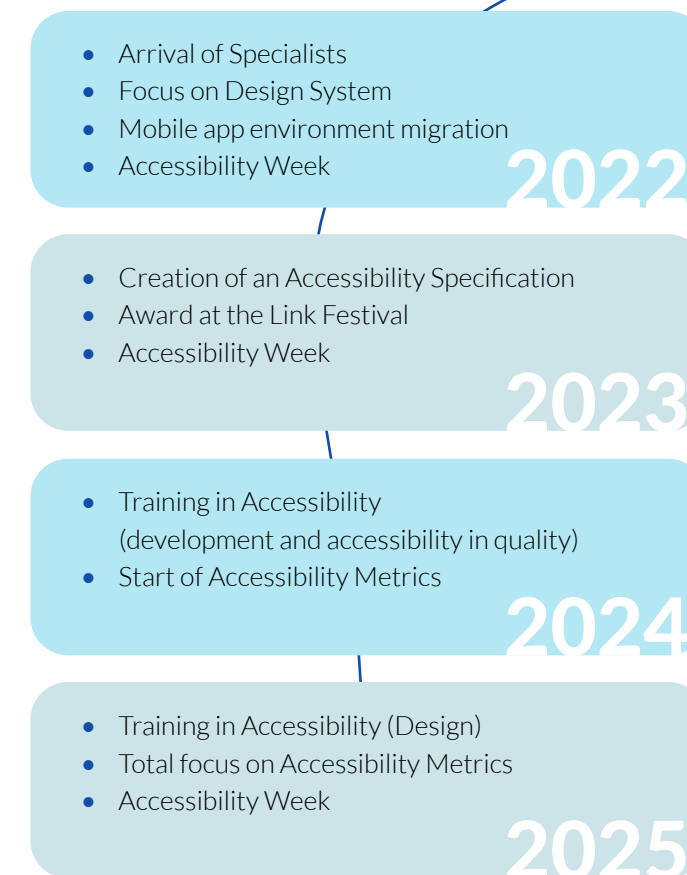 • Arrival of Specialists
• Focus on Design System
• Mobile app environment migration
• Accessibility Week
2022
• Creation of an Accessibility Specification
• Award at the Link Festival
• Accessibility Week
2023
• Training in Accessibility
(development and accessibility in quality)
• Start of Accessibility Metrics
2024
• Training in Accessibility (Design)
• Total focus on Accessibility Metrics
• Accessibility Week
2025